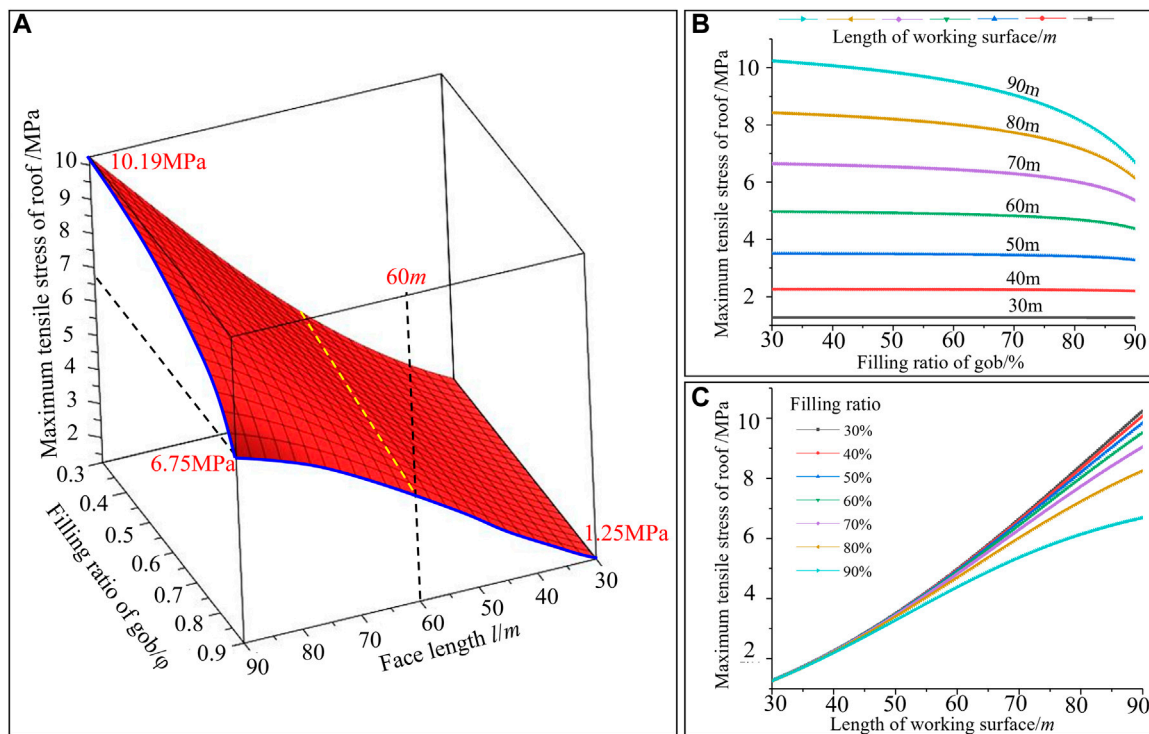 A
Maximum tensile stress of roof /MPa
10
9
8
7
6
5
4
3
2
10.19MPa
60m
6.75MPa
1.25MPa
0.3
0.4
0.5
0.6
0.7
0.8
0.9
Filling ratio of gob/φ
90
80
70
60
50
40
30
Face length l/m
B
Length of working surface/m
Maximum tensile stress of roof /MPa
10
8
6
4
2
90m
80m
70m
60m
50m
40m
30m
30 40 50 60 70 80 90
Filling ratio of gob/%
C
Maximum tensile stress of roof /MPa
10
8
6
4
2
Filling ratio
30%
40%
50%
60%
70%
80%
90%
30 40 50 60 70 80 90
Length of working surface/m